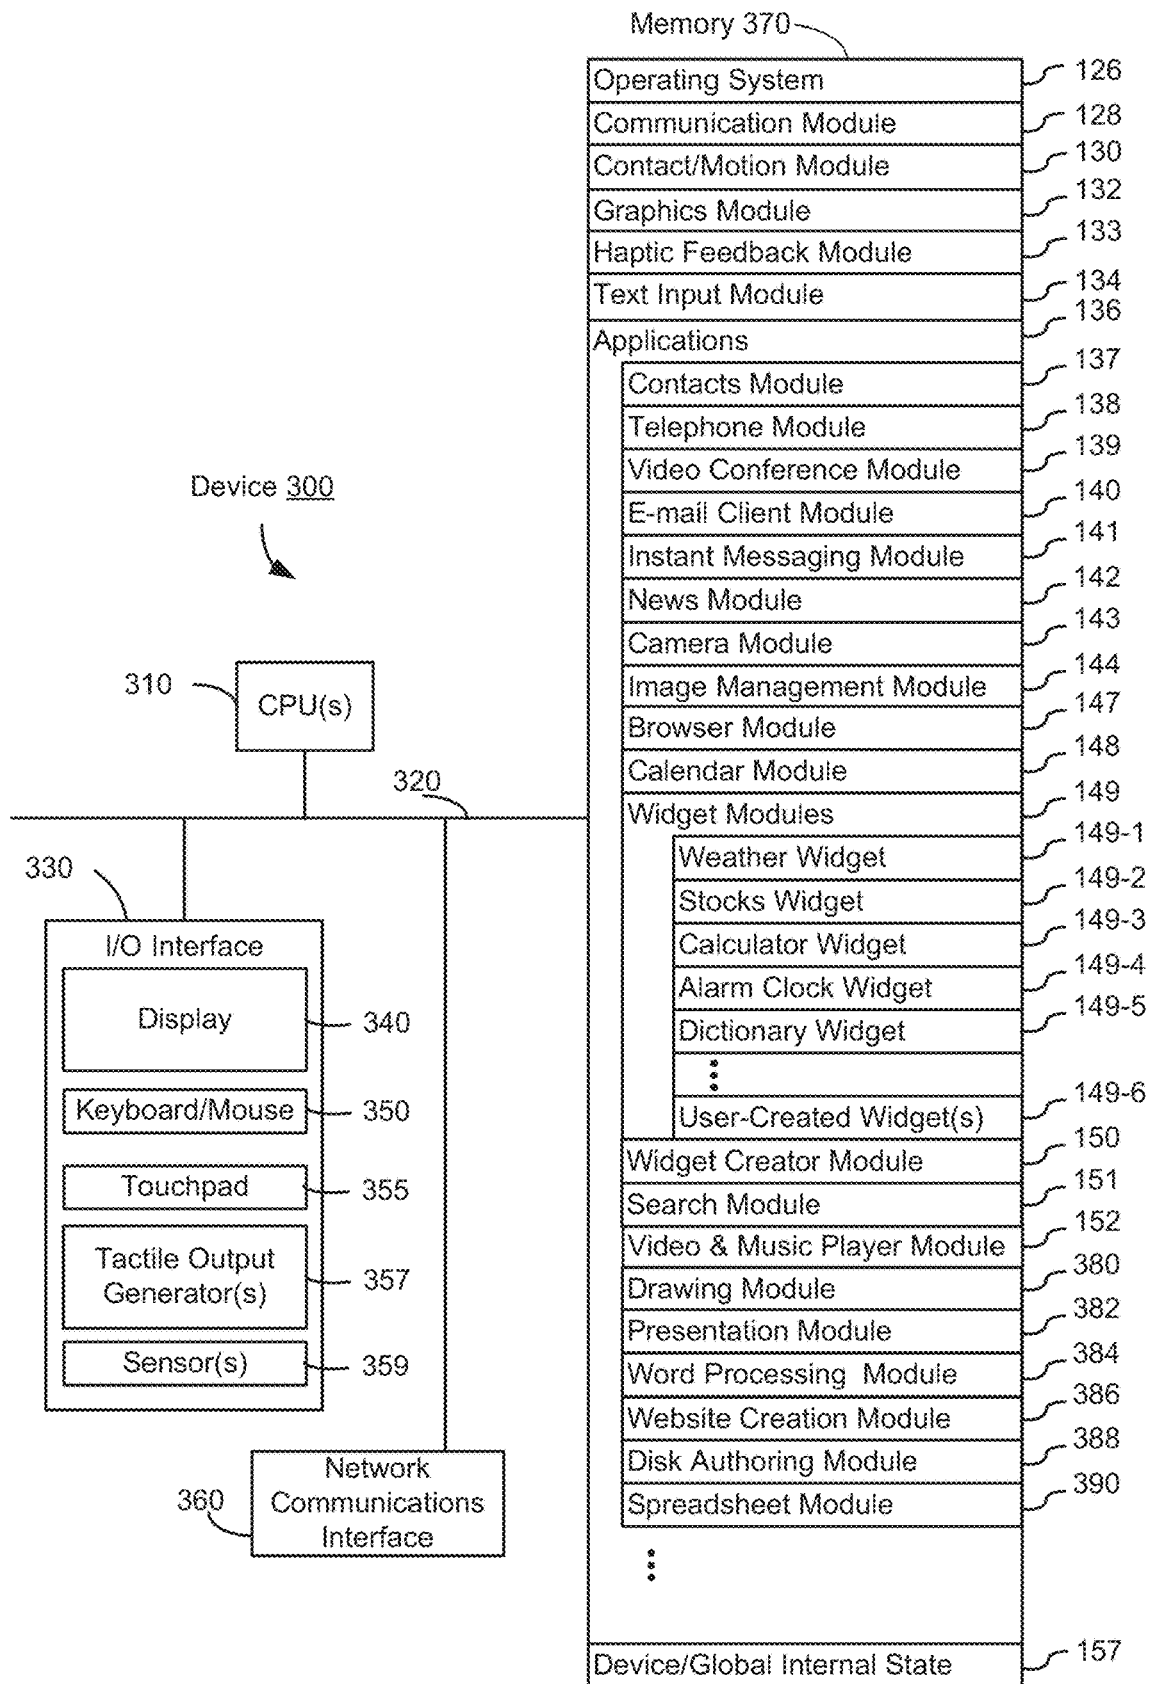 Memory 370
Operating System 126
Communication Module 128
Contact/Motion Module 130
Graphics Module 132
Haptic Feedback Module 133
Text Input Module 134
Applications 136
Contacts Module 137
Telephone Module 138
Video Conference Module 139
E-mail Client Module 140
Instant Messaging Module 141
News Module 142
Camera Module 143
Image Management Module 144
Browser Module 147
Calendar Module 148
Widget Modules 149
Weather Widget 149-1
Stocks Widget 149-2
Calculator Widget 149-3
Alarm Clock Widget 149-4
Dictionary Widget 149-5
User-Created Widget(s) 149-6
Widget Creator Module 150
Search Module 151
Video & Music Player Module 152
Drawing Module 380
Presentation Module 382
Word Processing Module 384
Website Creation Module 386
Disk Authoring Module 388
Spreadsheet Module 390
Device/Global Internal State 157
Device 300
310
CPU(s)
320
330
I/O Interface
Display 340
Keyboard/Mouse 350
Touchpad 355
Tactile Output
Generator(s) 357
Sensor(s) 359
360
Network
Communications
Interface